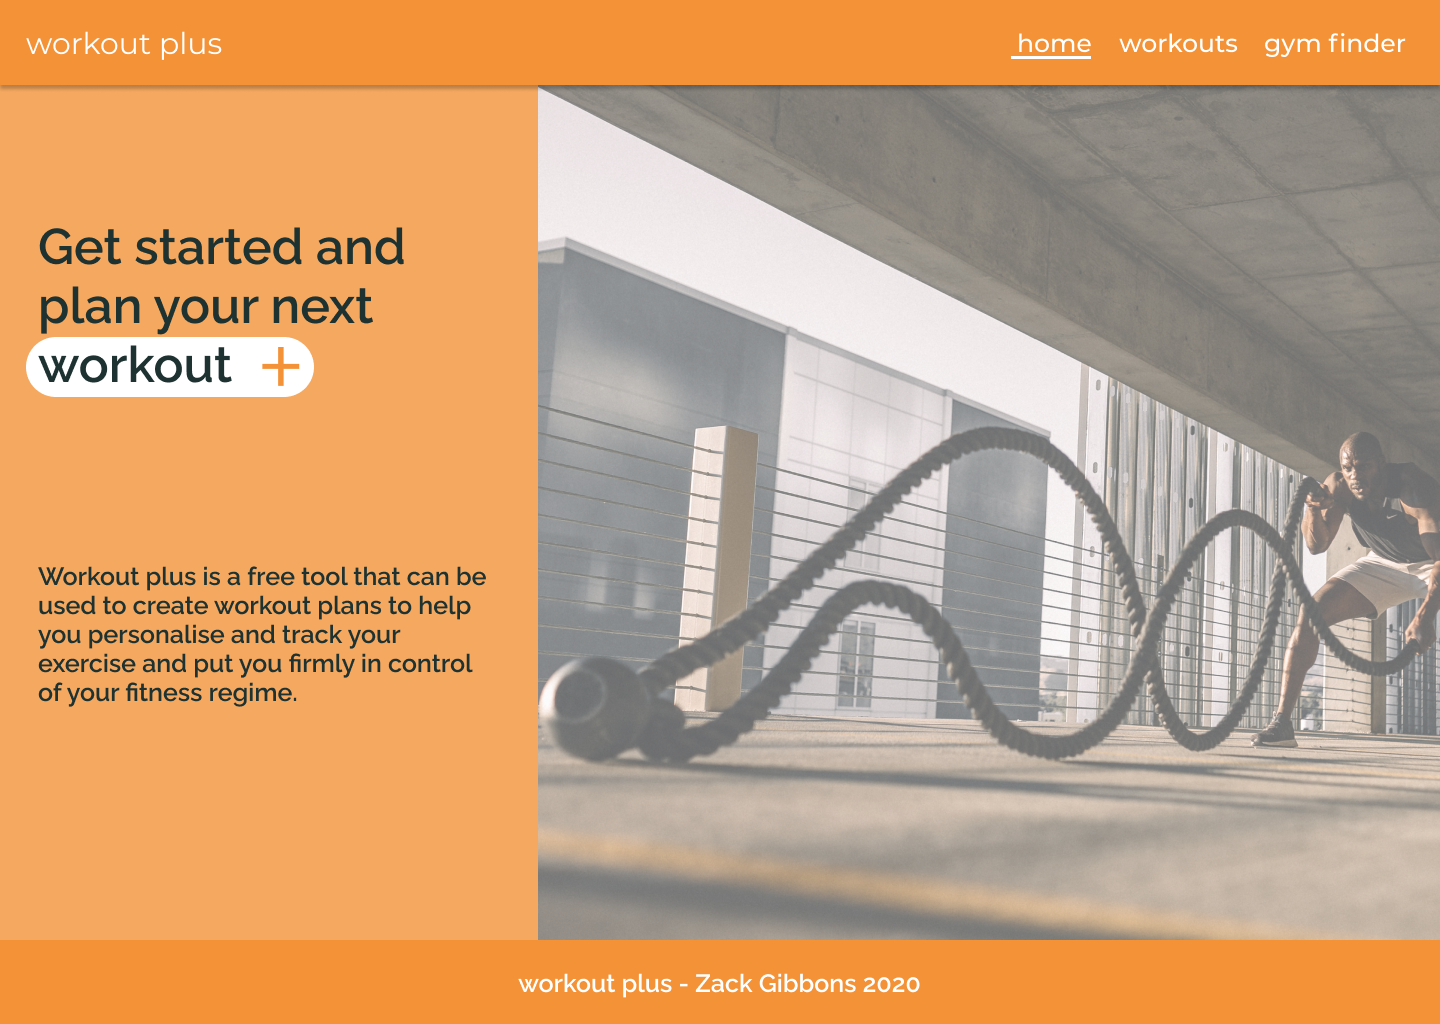 workout plus
home workouts gym finder
Get started and
plan your next
workout +
Workout plus is a free tool that can be
used to create workout plans to help
you personalise and track your
exercise and put you firmly in control
of your fitness regime.
workout plus - Zack Gibbons 2020